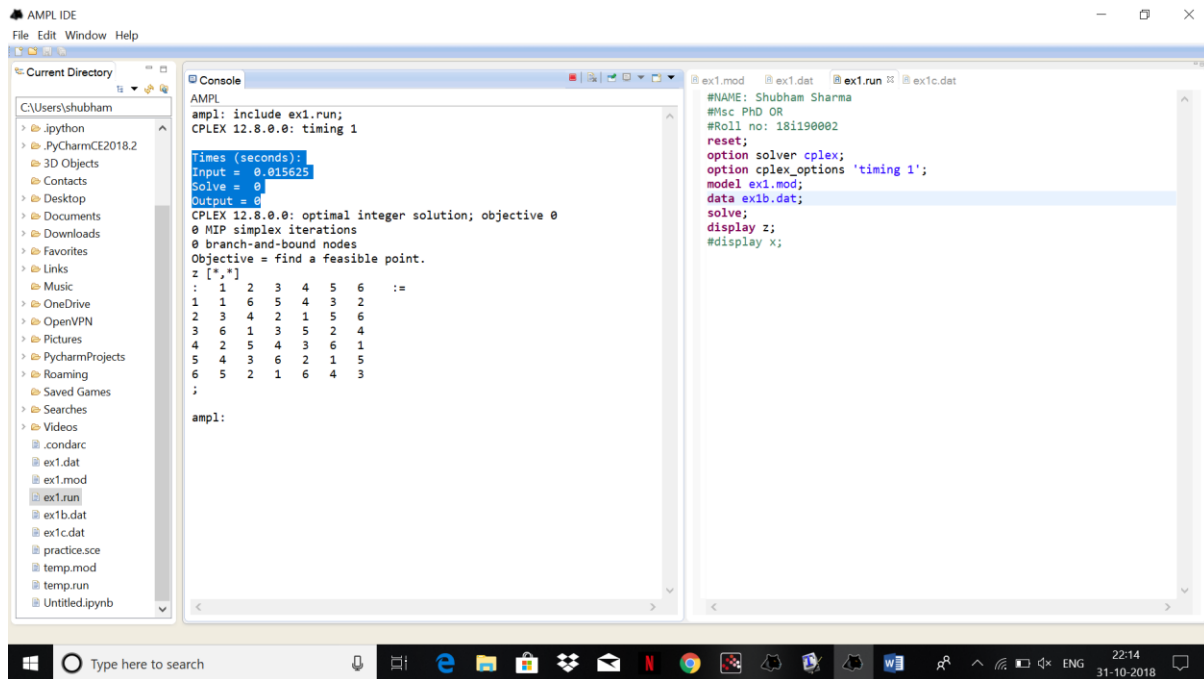 AMPL IDE
File Edit Window Help
Current Directory
C:\Users\shubham
.ipython
.PyCharmCE2018.2
3D Objects
Contacts
Desktop
Documents
Downloads
Favorites
Links
Music
OneDrive
OpenVPN
Pictures
PycharmProjects
Roaming
Saved Games
Searches
Videos
.condarc
ex1.dat
ex1.mod
ex1.run
ex1b.dat
ex1c.dat
practice.sce
temp.mod
temp.run
Untitled.ipynb
Console
AMPL
ampl: include ex1.run;
CPLEX 12.8.0.0: timing 1
Times (seconds):
Input =  0.015625
Solve =  0
Output = 0
CPLEX 12.8.0.0: optimal integer solution; objective 0
0 MIP simplex iterations
0 branch-and-bound nodes
Objective = find a feasible point.
z [*,*]
:   1   2   3   4   5   6    :=
1   1   6   5   4   3   2
2   3   4   2   1   5   6
3   6   1   3   5   2   4
4   2   5   4   3   6   1
5   4   3   6   2   1   5
6   5   2   1   6   4   3
;
ampl:
ex1.mod ex1.dat ex1.run ex1c.dat
#NAME: Shubham Sharma
#Msc PhD OR
#Roll no: 18i190002
reset;
option solver cplex;
option cplex_options 'timing 1';
model ex1.mod;
data ex1b.dat;
solve;
display z;
#display x;
Type here to search
ENG
22:14
31-10-2018